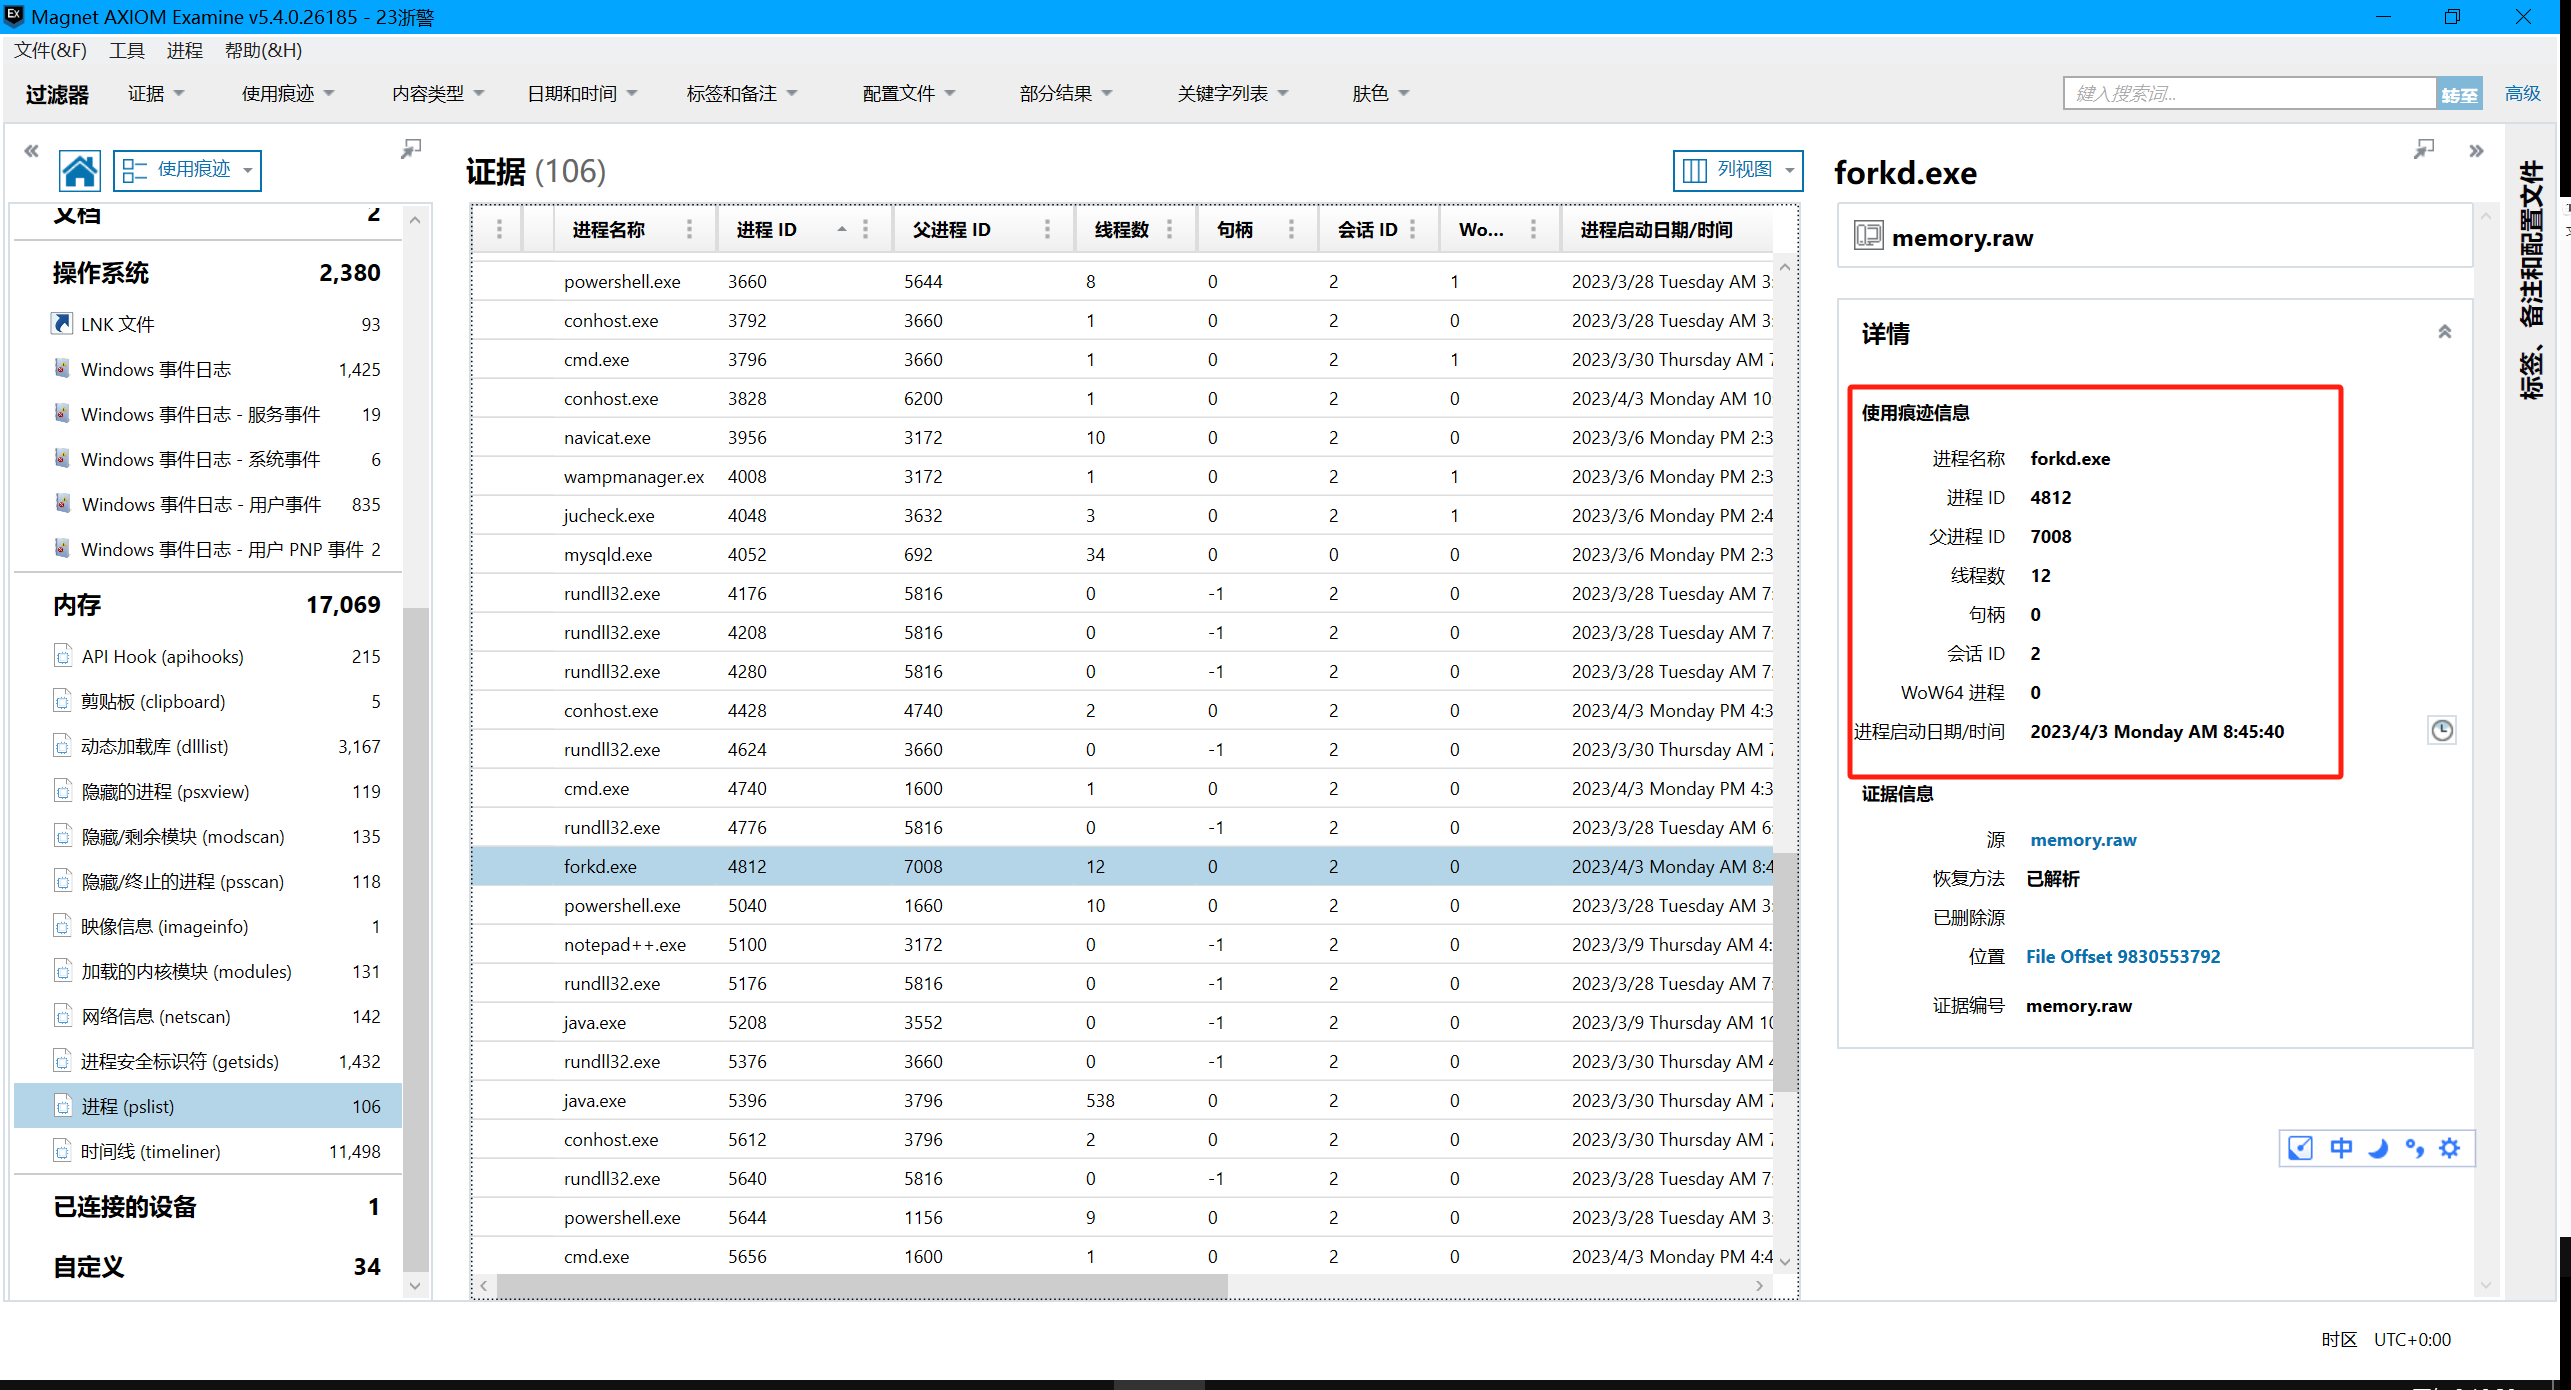 Magnet AXIOM Examine v5.4.0.26185 - 23浙警
文件(&F) 工具 进程 帮助(&H)
过滤器 证据 使用痕迹 内容类型 日期和时间 标签和备注 配置文件 部分结果 关键字列表 肤色 键入搜索词... 转至 高级
使用痕迹
文档 2
操作系统 2,380
LNK 文件 93
Windows 事件日志 1,425
Windows 事件日志 - 服务事件 19
Windows 事件日志 - 系统事件 6
Windows 事件日志 - 用户事件 835
Windows 事件日志 - 用户 PNP 事件 2
内存 17,069
API Hook (apihooks) 215
剪贴板 (clipboard) 5
动态加载库 (dlllist) 3,167
隐藏的进程 (psxview) 119
隐藏/剩余模块 (modscan) 135
隐藏/终止的进程 (psscan) 118
映像信息 (imageinfo) 1
加载的内核模块 (modules) 131
网络信息 (netscan) 142
进程安全标识符 (getsids) 1,432
进程 (pslist) 106
时间线 (timeliner) 11,498
已连接的设备 1
自定义 34
证据 (106) 列视图
进程名称 进程 ID 父进程 ID 线程数 句柄 会话 ID Wo... 进程启动日期/时间
powershell.exe 3660 5644 8 0 2 1 2023/3/28 Tuesday AM 3:
conhost.exe 3792 3660 1 0 2 0 2023/3/28 Tuesday AM 3:
cmd.exe 3796 3660 1 0 2 1 2023/3/30 Thursday AM 7
conhost.exe 3828 6200 1 0 2 0 2023/4/3 Monday AM 10:
navicat.exe 3956 3172 10 0 2 0 2023/3/6 Monday PM 2:3
wampmanager.ex 4008 3172 1 0 2 1 2023/3/6 Monday PM 2:3
jucheck.exe 4048 3632 3 0 2 1 2023/3/6 Monday PM 2:4
mysqld.exe 4052 692 34 0 0 0 2023/3/6 Monday PM 2:3
rundll32.exe 4176 5816 0 -1 2 0 2023/3/28 Tuesday AM 7:
rundll32.exe 4208 5816 0 -1 2 0 2023/3/28 Tuesday AM 7:
rundll32.exe 4280 5816 0 -1 2 0 2023/3/28 Tuesday AM 7:
conhost.exe 4428 4740 2 0 2 0 2023/4/3 Monday PM 4:3
rundll32.exe 4624 3660 0 -1 2 0 2023/3/30 Thursday AM 7
cmd.exe 4740 1600 1 0 2 0 2023/4/3 Monday PM 4:3
rundll32.exe 4776 5816 0 -1 2 0 2023/3/28 Tuesday AM 6:
forkd.exe 4812 7008 12 0 2 0 2023/4/3 Monday AM 8:4
powershell.exe 5040 1660 10 0 2 0 2023/3/28 Tuesday AM 3:
notepad++.exe 5100 3172 0 -1 2 0 2023/3/9 Thursday AM 4:
rundll32.exe 5176 5816 0 -1 2 0 2023/3/28 Tuesday AM 7:
java.exe 5208 3552 0 -1 2 0 2023/3/9 Thursday AM 10
rundll32.exe 5376 3660 0 -1 2 0 2023/3/30 Thursday AM 4
java.exe 5396 3796 538 0 2 0 2023/3/30 Thursday AM 7
conhost.exe 5612 3796 2 0 2 0 2023/3/30 Thursday AM 7
rundll32.exe 5640 5816 0 -1 2 0 2023/3/28 Tuesday AM 7:
powershell.exe 5644 1156 9 0 2 0 2023/3/28 Tuesday AM 3:
cmd.exe 5656 1600 1 0 2 0 2023/4/3 Monday PM 4:4
forkd.exe
memory.raw
详情
使用痕迹信息
进程名称 forkd.exe
进程 ID 4812
父进程 ID 7008
线程数 12
句柄 0
会话 ID 2
WoW64 进程 0
进程启动日期/时间 2023/4/3 Monday AM 8:45:40
证据信息
源 memory.raw
恢复方法 已解析
已删除源
位置 File Offset 9830553792
证据编号 memory.raw
中
标签、备注和配置文件
时区 UTC+0:00